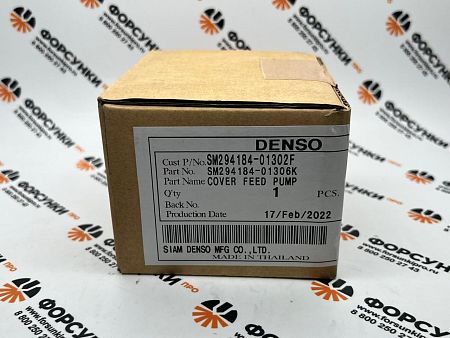 DENSO
Cust P/No. SM294184-01302F
Part No. SM294184-01306K
Part Name COVER FEED PUMP
Q'ty 1 PCS.
Back No.
Production Date 17/Feb/2022
SIAM DENSO MFG CO.,LTD.
MADE IN THAILAND
ФОРСУНКИ ПРО
www.forsunkipro.ru
8 800 250 27 43